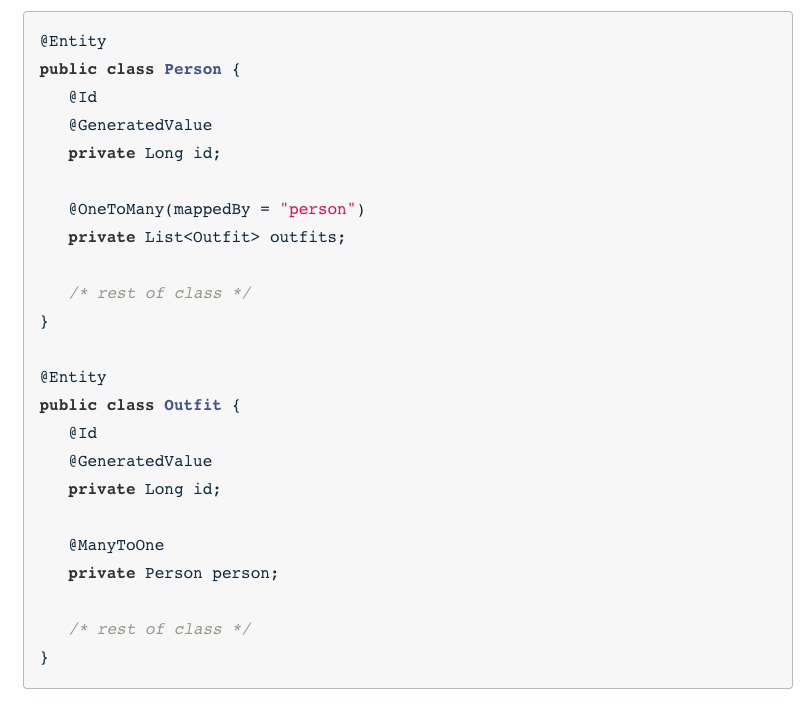 @Entity
public class Person {
@Id
@GeneratedValue
private Long id;
@OneToMany(mappedBy = "person")
private List<Outfit> outfits;
/* rest of class */
}
@Entity
public class Outfit {
@Id
@GeneratedValue
private Long id;
@ManyToOne
private Person person;
/* rest of class */
}